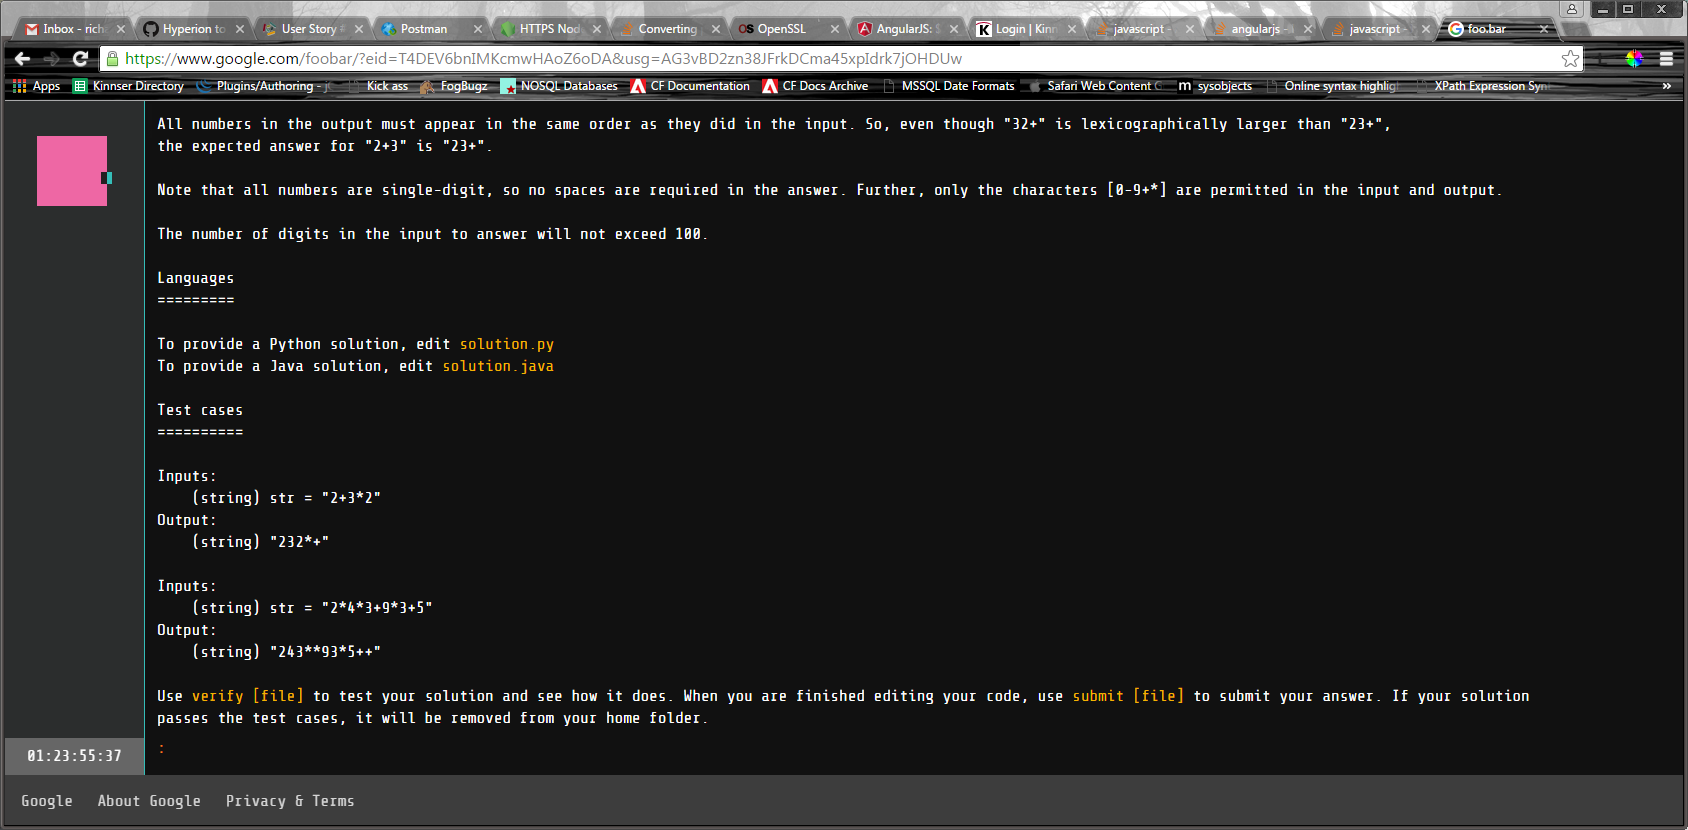 Inbox - rich
Hyperion to
User Story #
Postman
HTTPS Nod
Converting
OS OpenSSL
AngularJS: S
K Login | Kinn
javascript -
angularjs -
javascript -
foo.bar
https://www.google.com/foobar/?eid=T4DEV6bnIMKcmwHAoZ6oDA&usg=AG3vBD2zn38JFrkDCma45xpIdrk7jOHDUw
Apps
Kinnser Directory
Plugins/Authoring - j
Kick ass
FogBugz
NOSQL Databases
CF Documentation
CF Docs Archive
MSSQL Date Formats
Safari Web Content
m sysobjects
Online syntax highlig
XPath Expression Syn
»
All numbers in the output must appear in the same order as they did in the input. So, even though "32+" is lexicographically larger than "23+",
the expected answer for "2+3" is "23+".
Note that all numbers are single-digit, so no spaces are required in the answer. Further, only the characters [0-9+*] are permitted in the input and output.
The number of digits in the input to answer will not exceed 100.
Languages
=========
To provide a Python solution, edit solution.py
To provide a Java solution, edit solution.java
Test cases
==========
Inputs:
(string) str = "2+3*2"
Output:
(string) "232*+"
Inputs:
(string) str = "2*4*3+9*3+5"
Output:
(string) "243**93*5++"
Use verify [file] to test your solution and see how it does. When you are finished editing your code, use submit [file] to submit your answer. If your solution
passes the test cases, it will be removed from your home folder.
:
01:23:55:37
Google About Google Privacy & Terms